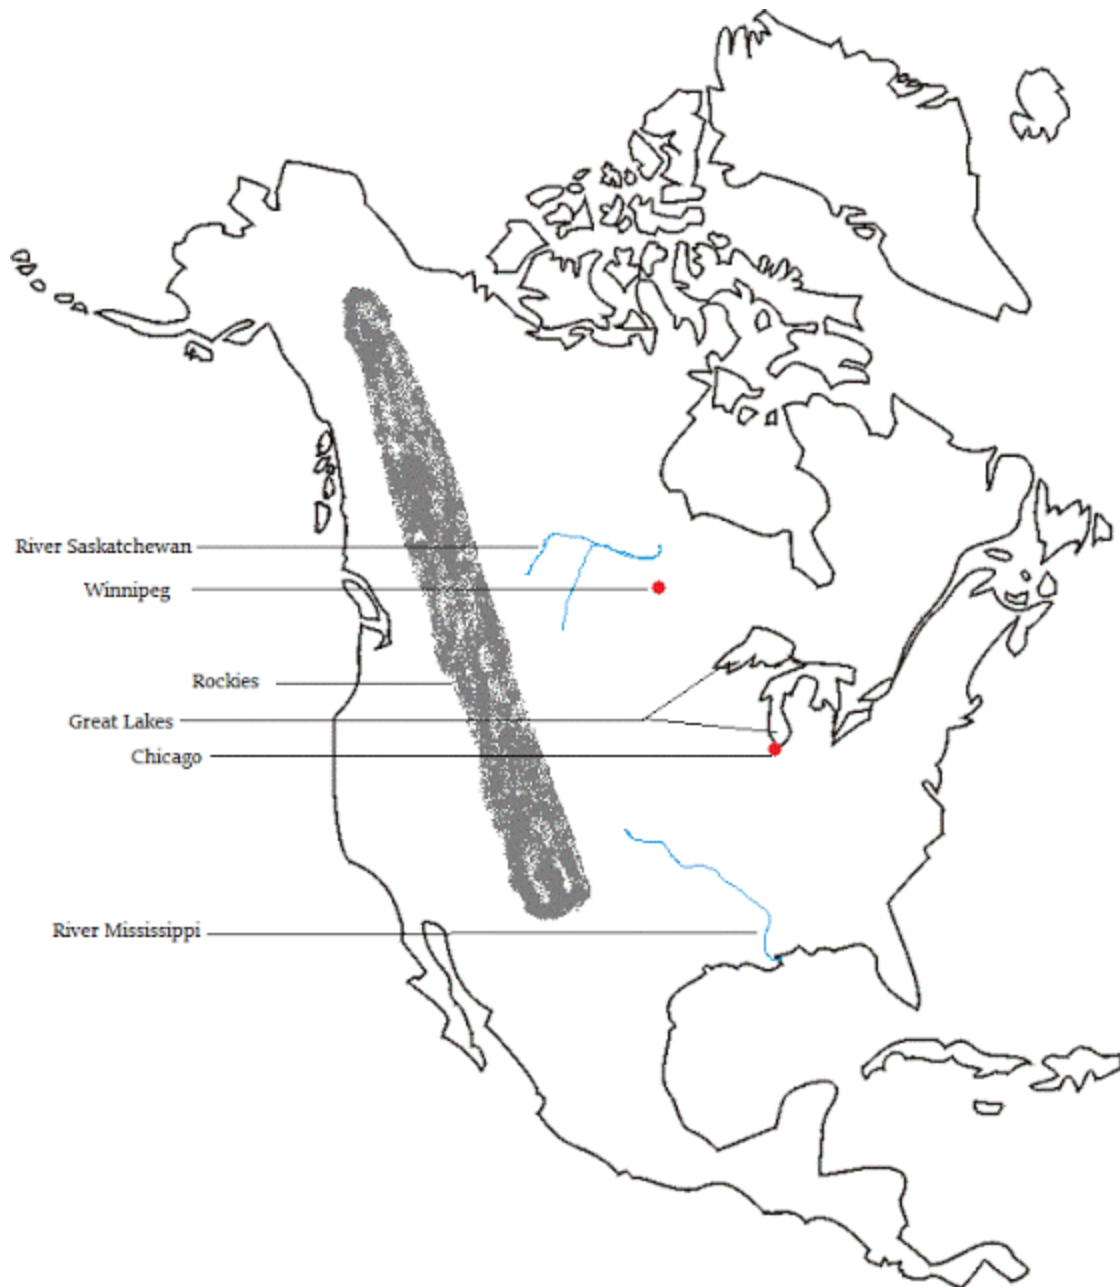 River Saskatchewan
Winnipeg
Rockies
Great Lakes
Chicago
River Mississippi